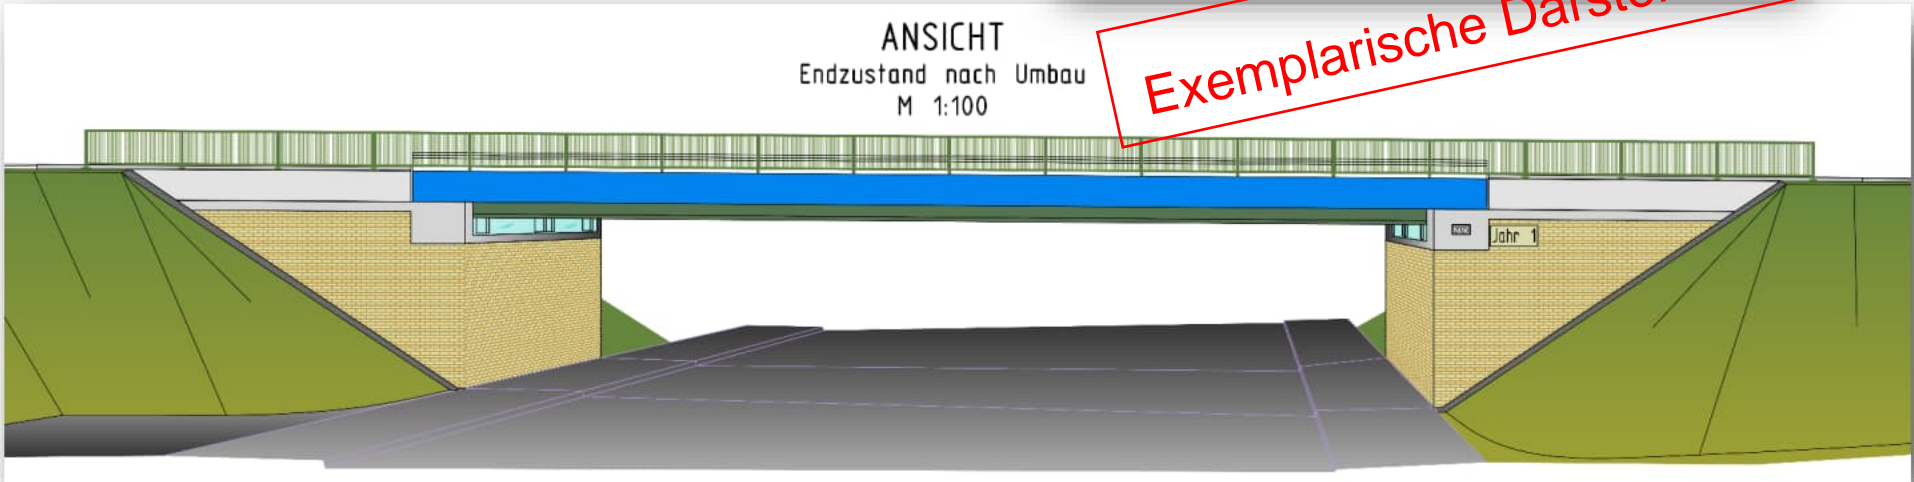 ANSICHT
Endzustand nach Umbau
M 1:100
Exemplarische
Jahr 1